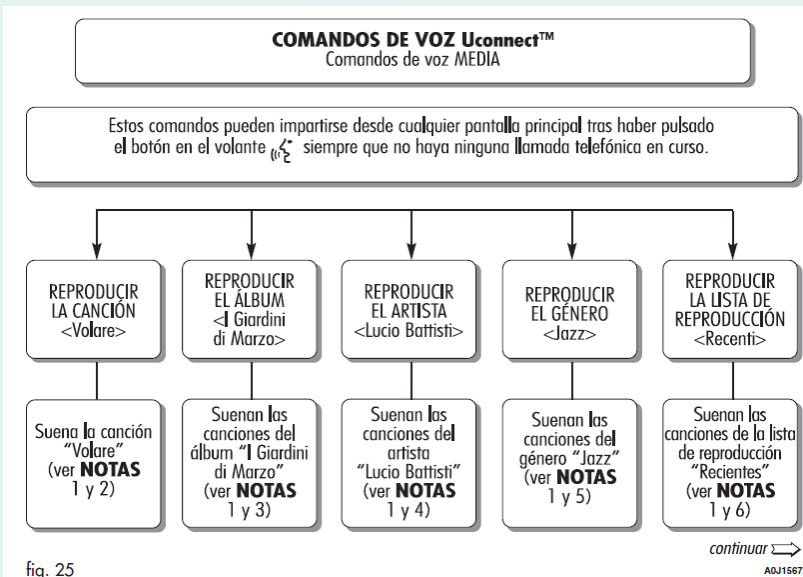 COMANDOS DE VOZ Uconnect™
Comandos de voz MEDIA
Estos comandos pueden impartirse desde cualquier pantalla principal tras haber pulsado
el botón en el volante siempre que no haya ninguna llamada telefónica en curso.
REPRODUCIR
LA CANCIÓN
<Volare>
REPRODUCIR
EL ÁLBUM
<I Giardini
di Marzo>
REPRODUCIR
EL ARTISTA
<Lucio Battisti>
REPRODUCIR
EL GÉNERO
<Jazz>
REPRODUCIR
LA LISTA DE
REPRODUCCIÓN
<Recenti>
Suena la canción
“Volare”
(ver NOTAS
1 y 2)
Suenan las
canciones del
álbum “I Giardini
di Marzo”
(ver NOTAS
1 y 3)
Suenan las
canciones del
artista
“Lucio Battisti”
(ver NOTAS
1 y 4)
Suenan las
canciones del
género “Jazz”
(ver NOTAS
1 y 5)
Suenan las
canciones de la lista
de reproducción
“Recientes”
(ver NOTAS
1 y 6)
continuar
fig. 25
A0J1567